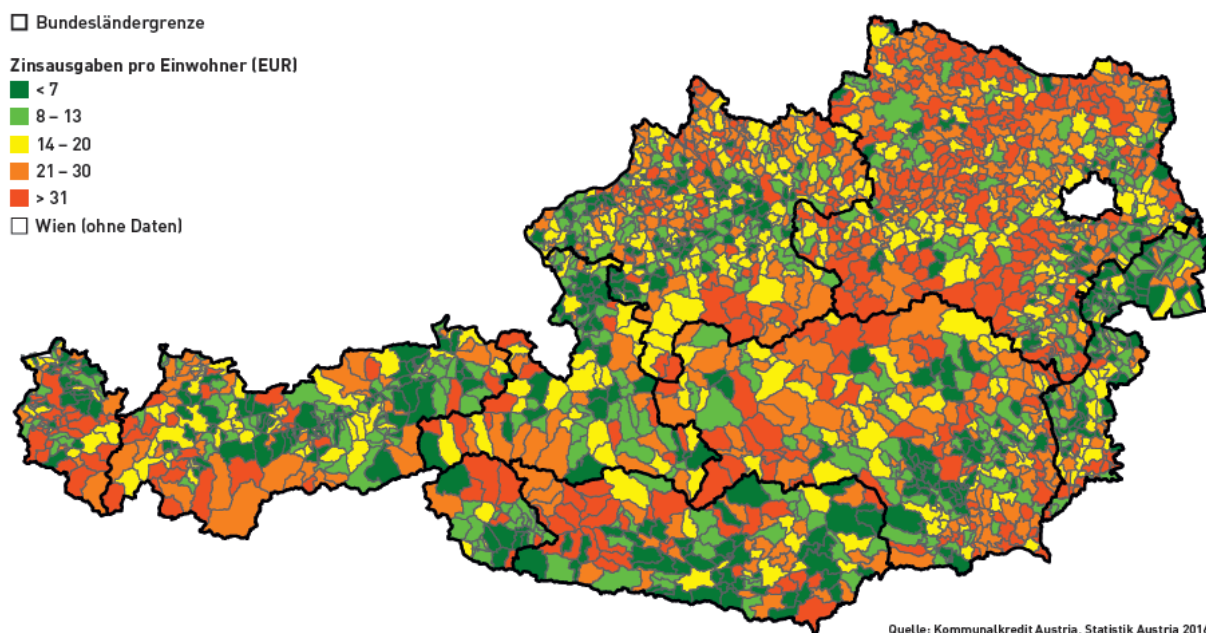 Bundesländergrenze
Zinsausgaben pro Einwohner (EUR)
< 7
8 – 13
14 – 20
21 – 30
> 31
Wien (ohne Daten)
Quelle: Kommunalkredit Austria, Statistik Austria 2016